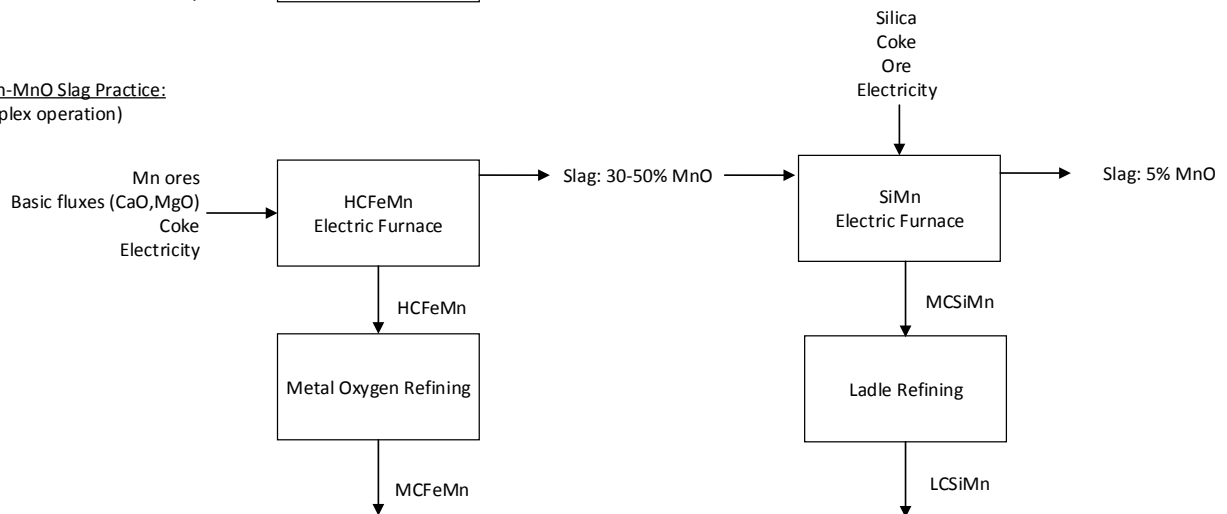 Silica
Coke
Ore
Electricity
-MnO Slag Practice:
operation)
Mn ores
Basic fluxes (CaO,MgO)
Coke
Electricity
HCFeMn
Electric Furnace
Slag: 30-50% MnO
SiMn
Electric Furnace
Slag: 5% MnO
HCFeMn
MCSiMn
Metal Oxygen Refining
Ladle Refining
MCFeMn
LCSiMn